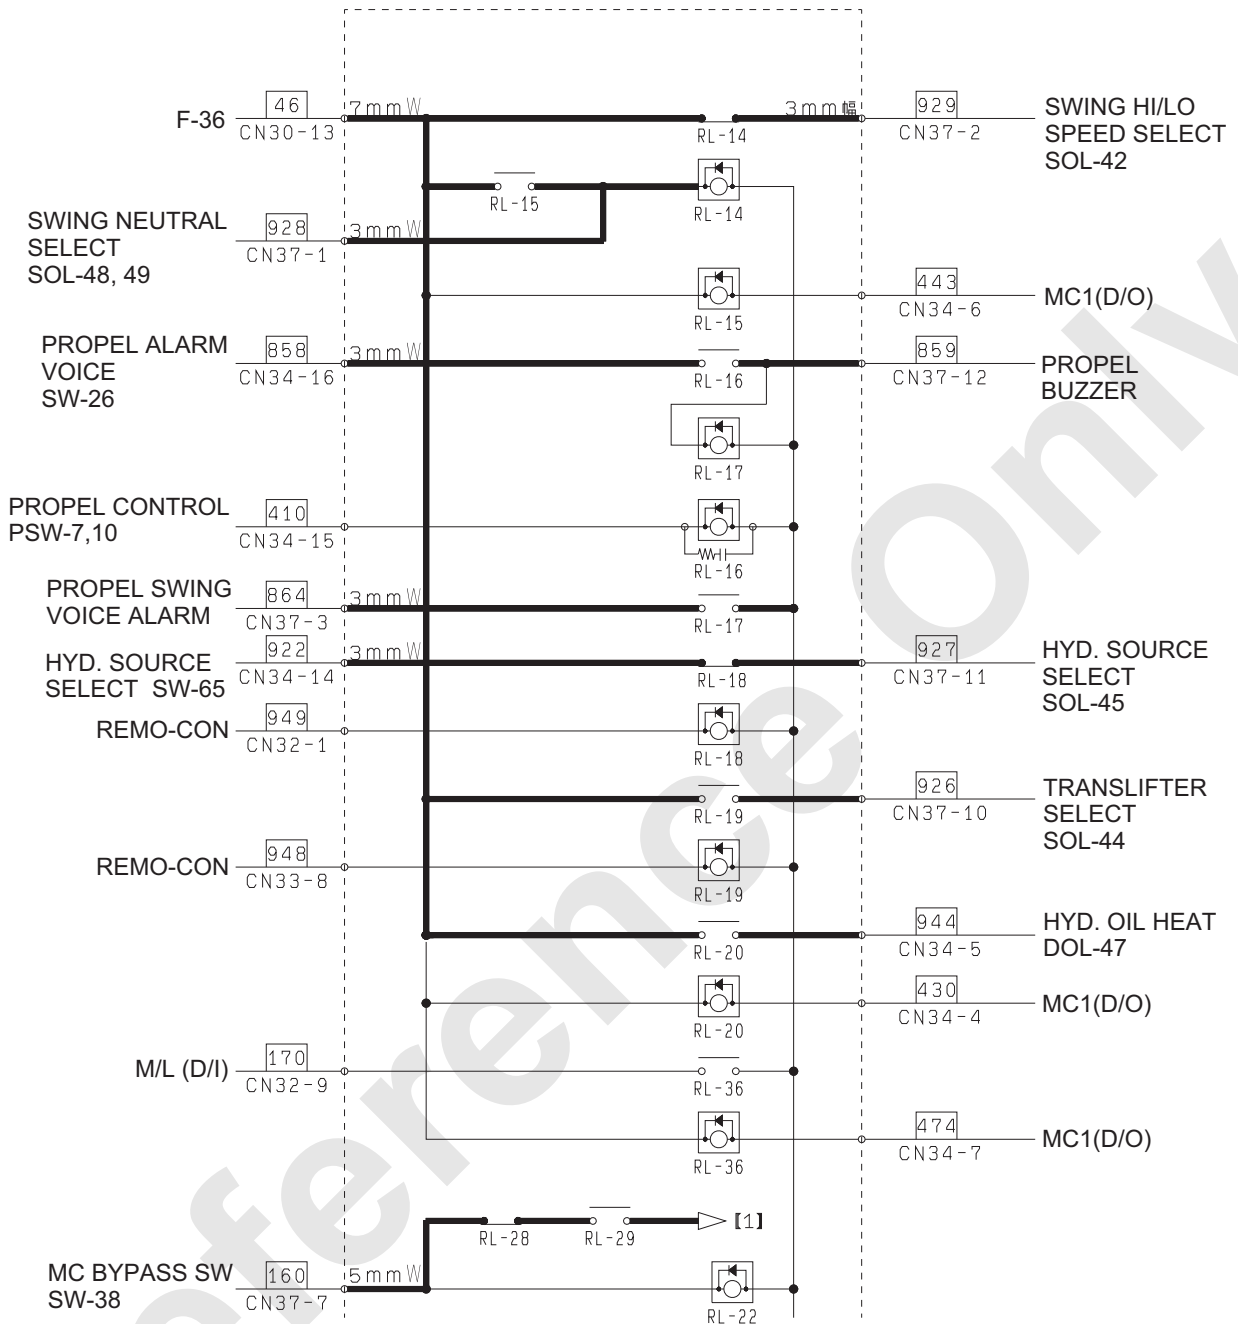 F-36
46
CN30-13
7mmW
RL-14
3mm幅
929
CN37-2
SWING HI/LO
SPEED SELECT
SOL-42
RL-15
RL-14
SWING NEUTRAL
SELECT
SOL-48, 49
928
CN37-1
3mmW
RL-15
443
CN34-6
MC1(D/O)
PROPEL ALARM
VOICE
SW-26
858
CN34-16
3mmW
RL-16
859
CN37-12
PROPEL
BUZZER
RL-17
PROPEL CONTROL
PSW-7,10
410
CN34-15
RL-16
PROPEL SWING
VOICE ALARM
864
CN37-3
3mmW
RL-17
HYD. SOURCE
SELECT SW-65
922
CN34-14
3mmW
RL-18
927
CN37-11
HYD. SOURCE
SELECT
SOL-45
REMO-CON
949
CN32-1
RL-18
RL-19
926
CN37-10
TRANSLIFTER
SELECT
SOL-44
REMO-CON
948
CN33-8
RL-19
RL-20
944
CN34-5
HYD. OIL HEAT
DOL-47
RL-20
430
CN34-4
MC1(D/O)
M/L (D/I)
170
CN32-9
RL-36
RL-36
474
CN34-7
MC1(D/O)
RL-28
RL-29
【1】
MC BYPASS SW
SW-38
160
CN37-7
5mmW
RL-22
eference Only